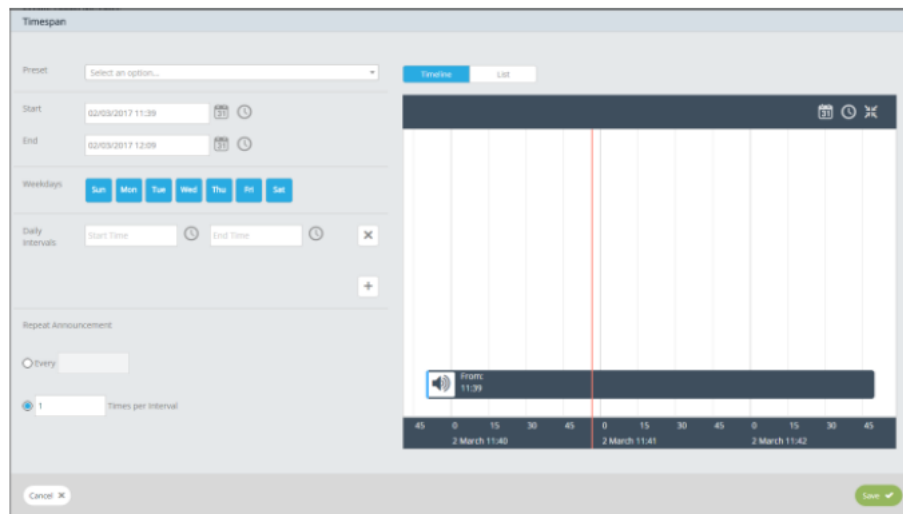 Timespan
Preset
Select an option...
Timeline
List
Start
02/03/2017 11:39
31
31
End
02/03/2017 12:09
31
Weekdays
Sun Mon Tue Wed Thu Fri Sat
Daily
Intervals
Start Time
End Time
Repeat Announcement
Every
From:
11:39
1
Times per interval
45 0 15 30 45 0 15 30 45 0 15 30 45
2 March 11:40 2 March 11:41 2 March 11:42
Cancel
Save